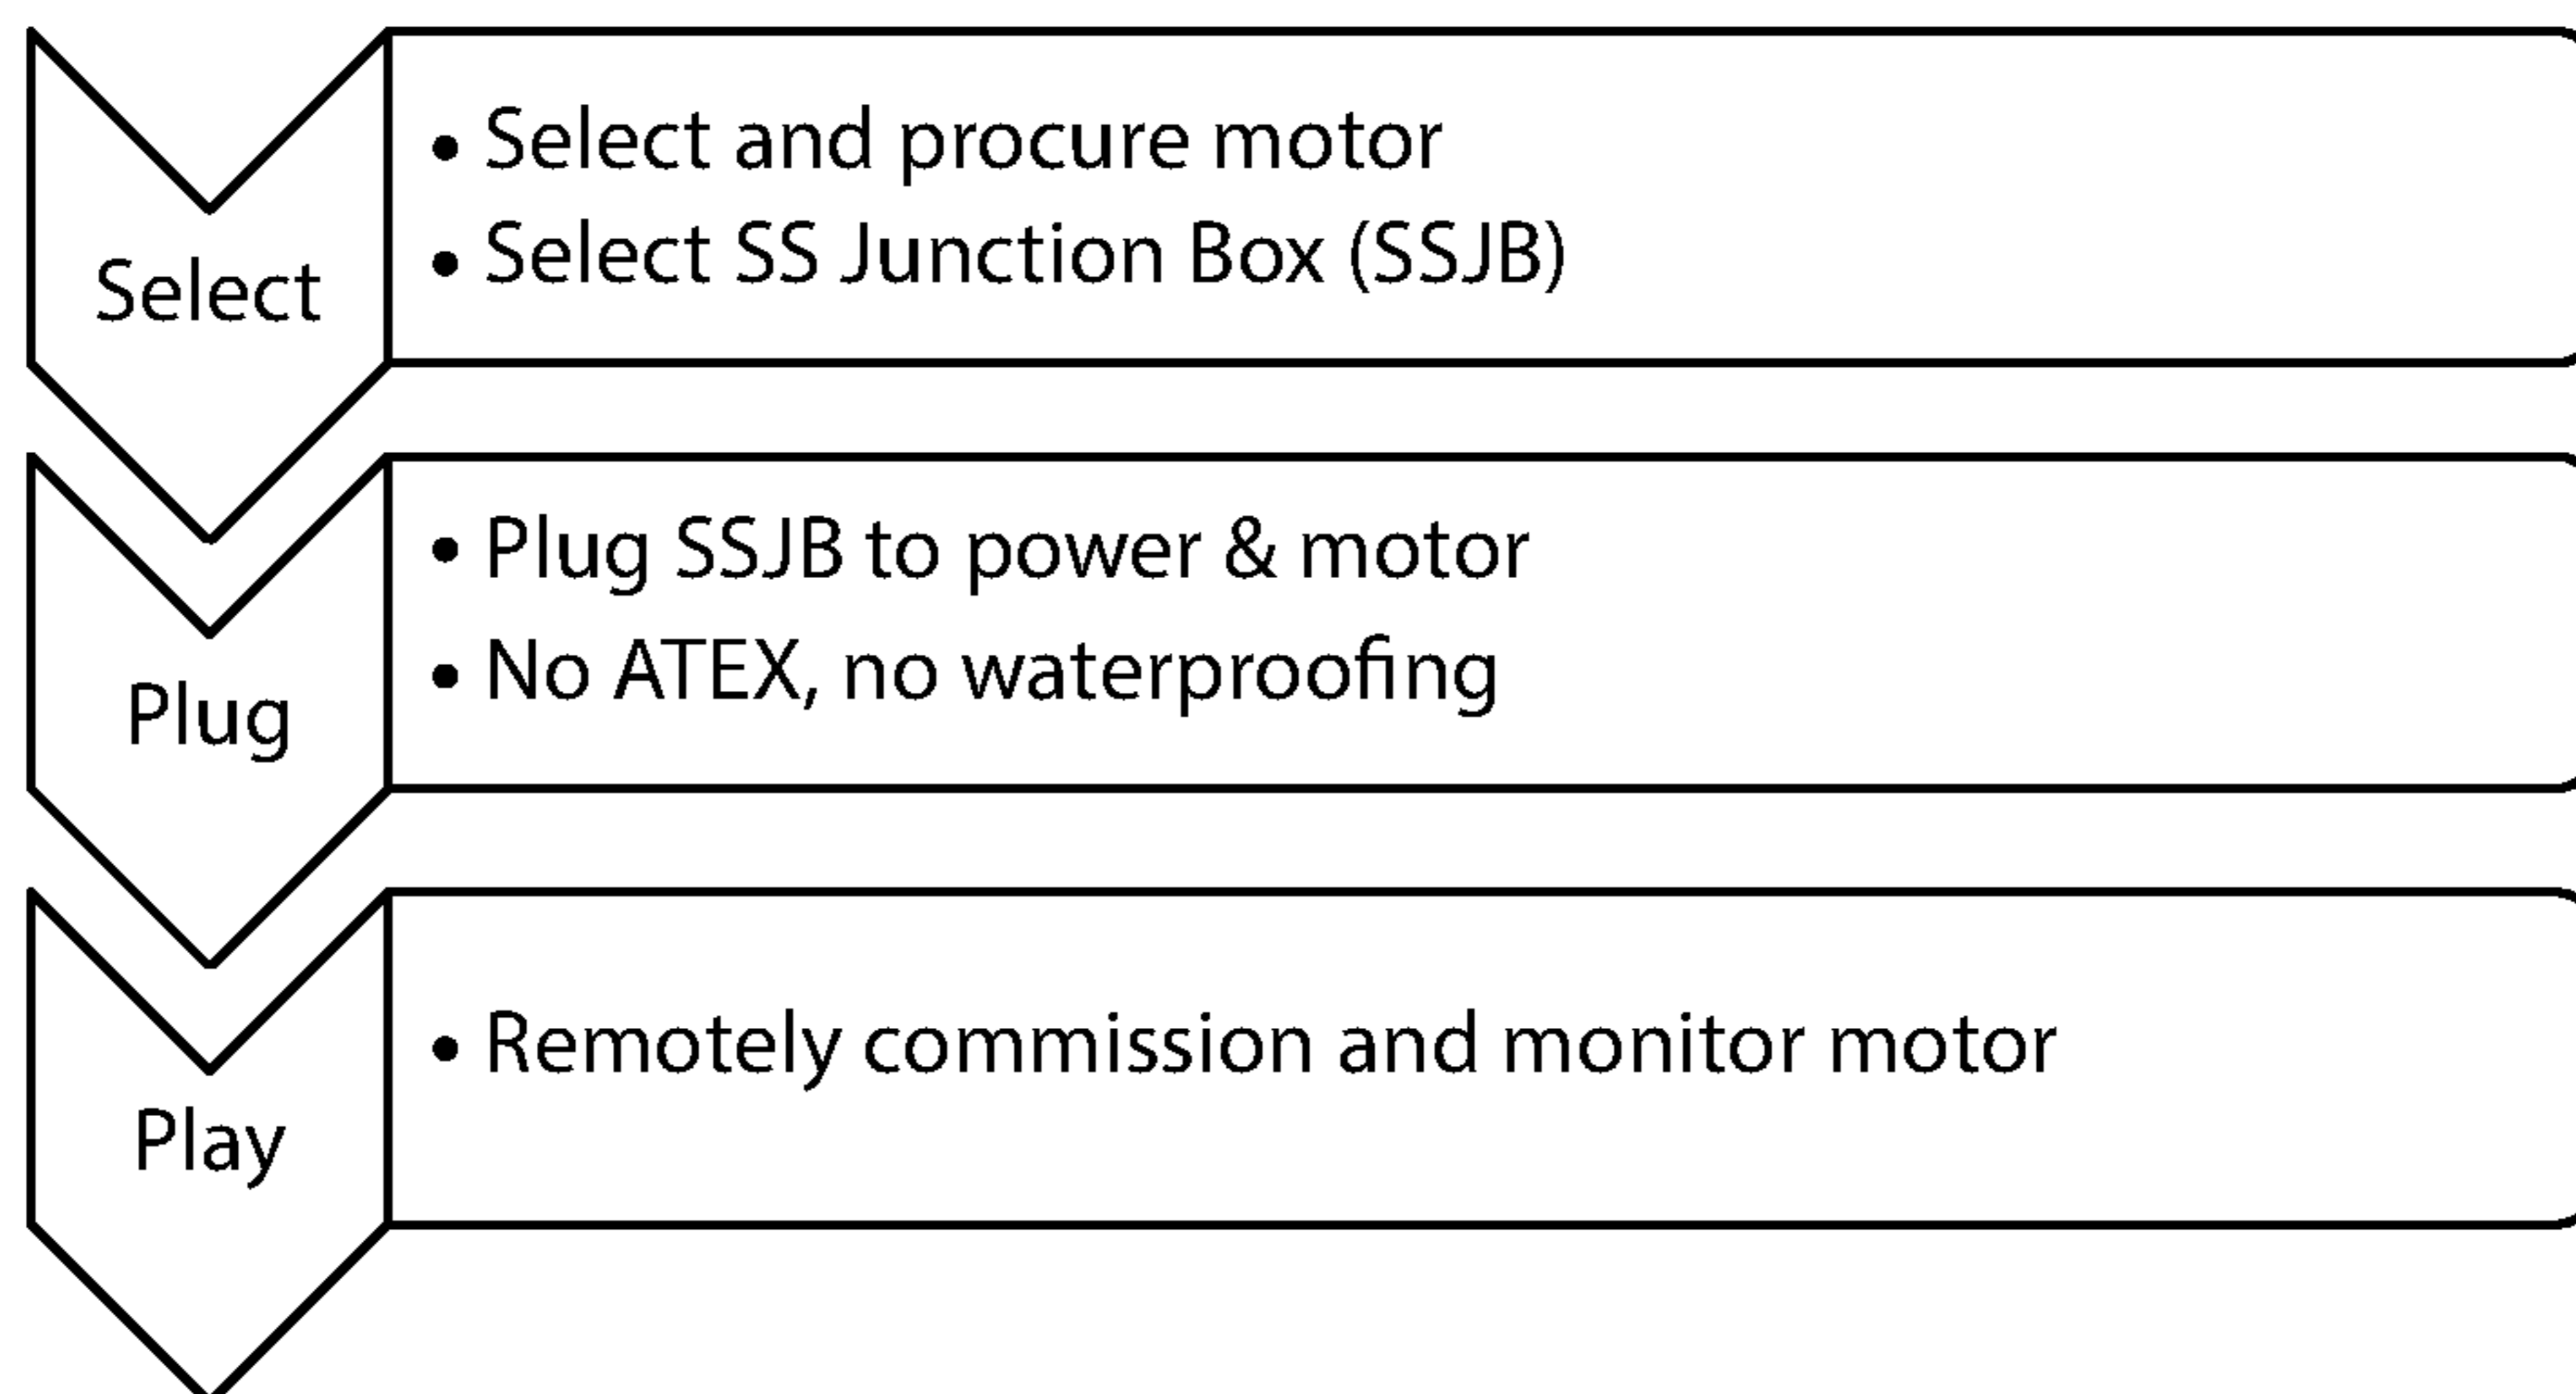 Select
• Select and procure motor
• Select SS Junction Box (SSJB)
Plug
• Plug SSJB to power & motor
• No ATEX, no waterproofing
Play
• Remotely commission and monitor motor